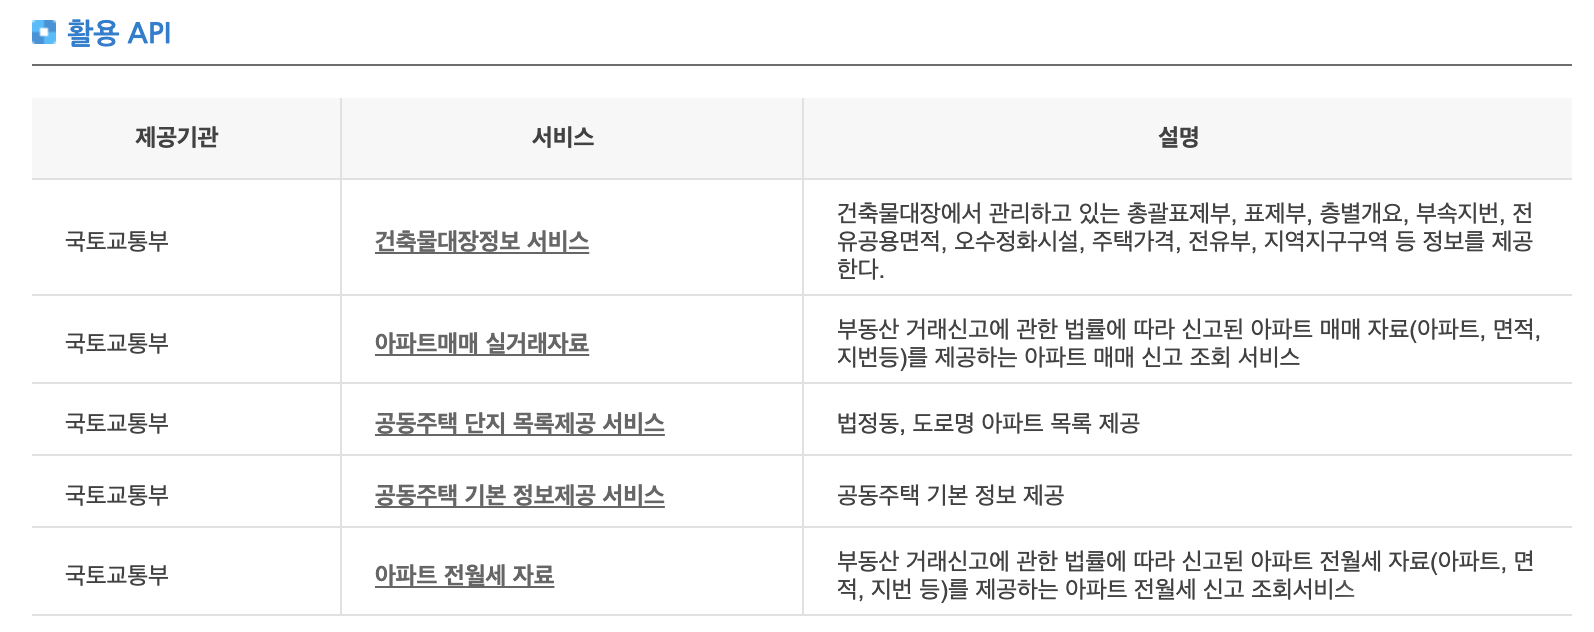 활용 API
제공기관 서비스 설명
국토교통부 건축물대장정보 서비스
건축물대장에서 관리하고 있는 총괄표제부, 표제부, 층별개요, 부속지번, 전
유공용면적, 오수정화시설, 주택가격, 전유부, 지역지구구역 등 정보를 제공
한다.
국토교통부 아파트매매 실거래자료
부동산 거래신고에 관한 법률에 따라 신고된 아파트 매매 자료(아파트, 면적,
지번등)를 제공하는 아파트 매매 신고 조회 서비스
국토교통부 공동주택 단지 목록제공 서비스 법정동, 도로명 아파트 목록 제공
국토교통부 공동주택 기본 정보제공 서비스 공동주택 기본 정보 제공
국토교통부 아파트 전월세 자료
부동산 거래신고에 관한 법률에 따라 신고된 아파트 전월세 자료(아파트, 면
적, 지번 등)를 제공하는 아파트 전월세 신고 조회서비스